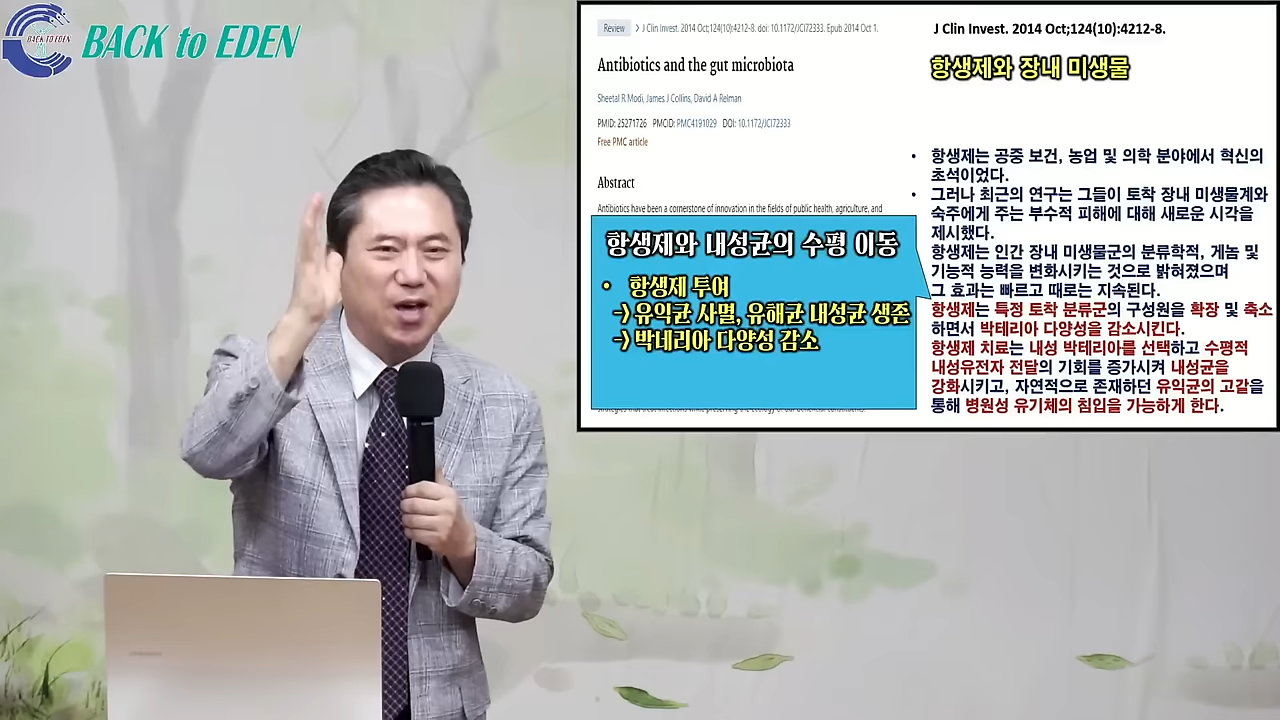 BACK TO EDEN
BACK to EDEN
Review > J Clin Invest. 2014 Oct;124(10):4212-8. doi: 10.1172/JCI72333. Epub 2014 Oct 1.
Antibiotics and the gut microbiota
Sheetal R Modi, James J Collins, David A Relman
PMID: 25271726 PMCID: PMC4191029 DOI: 10.1172/JCI72333
Free PMC article
Abstract
Antibiotics have been a cornerstone of innovation in the fields of public health, agriculture, and
항생제와 내성균의 수평 이동
• 항생제 투여
-> 유익균 사멸, 유해균 내성균 생존
-> 박네리아 다양성 감소
strategies that treat infections while preserving the ecology of our beneficial constituents.
J Clin Invest. 2014 Oct;124(10):4212-8.
항생제와 장내 미생물
• 항생제는 공중 보건, 농업 및 의학 분야에서 혁신의
초석이었다.
• 그러나 최근의 연구는 그들이 토착 장내 미생물계와
숙주에게 주는 부수적 피해에 대해 새로운 시각을
제시했다.
항생제는 인간 장내 미생물군의 분류학적, 게놈 및
기능적 능력을 변화시키는 것으로 밝혀졌으며
그 효과는 빠르고 때로는 지속된다.
항생제는 특정 토착 분류군의 구성원을 확장 및 축소
하면서 박테리아 다양성을 감소시킨다.
항생제 치료는 내성 박테리아를 선택하고 수평적
내성유전자 전달의 기회를 증가시켜 내성균을
강화시키고, 자연적으로 존재하던 유익균의 고갈을
통해 병원성 유기체의 침입을 가능하게 한다.